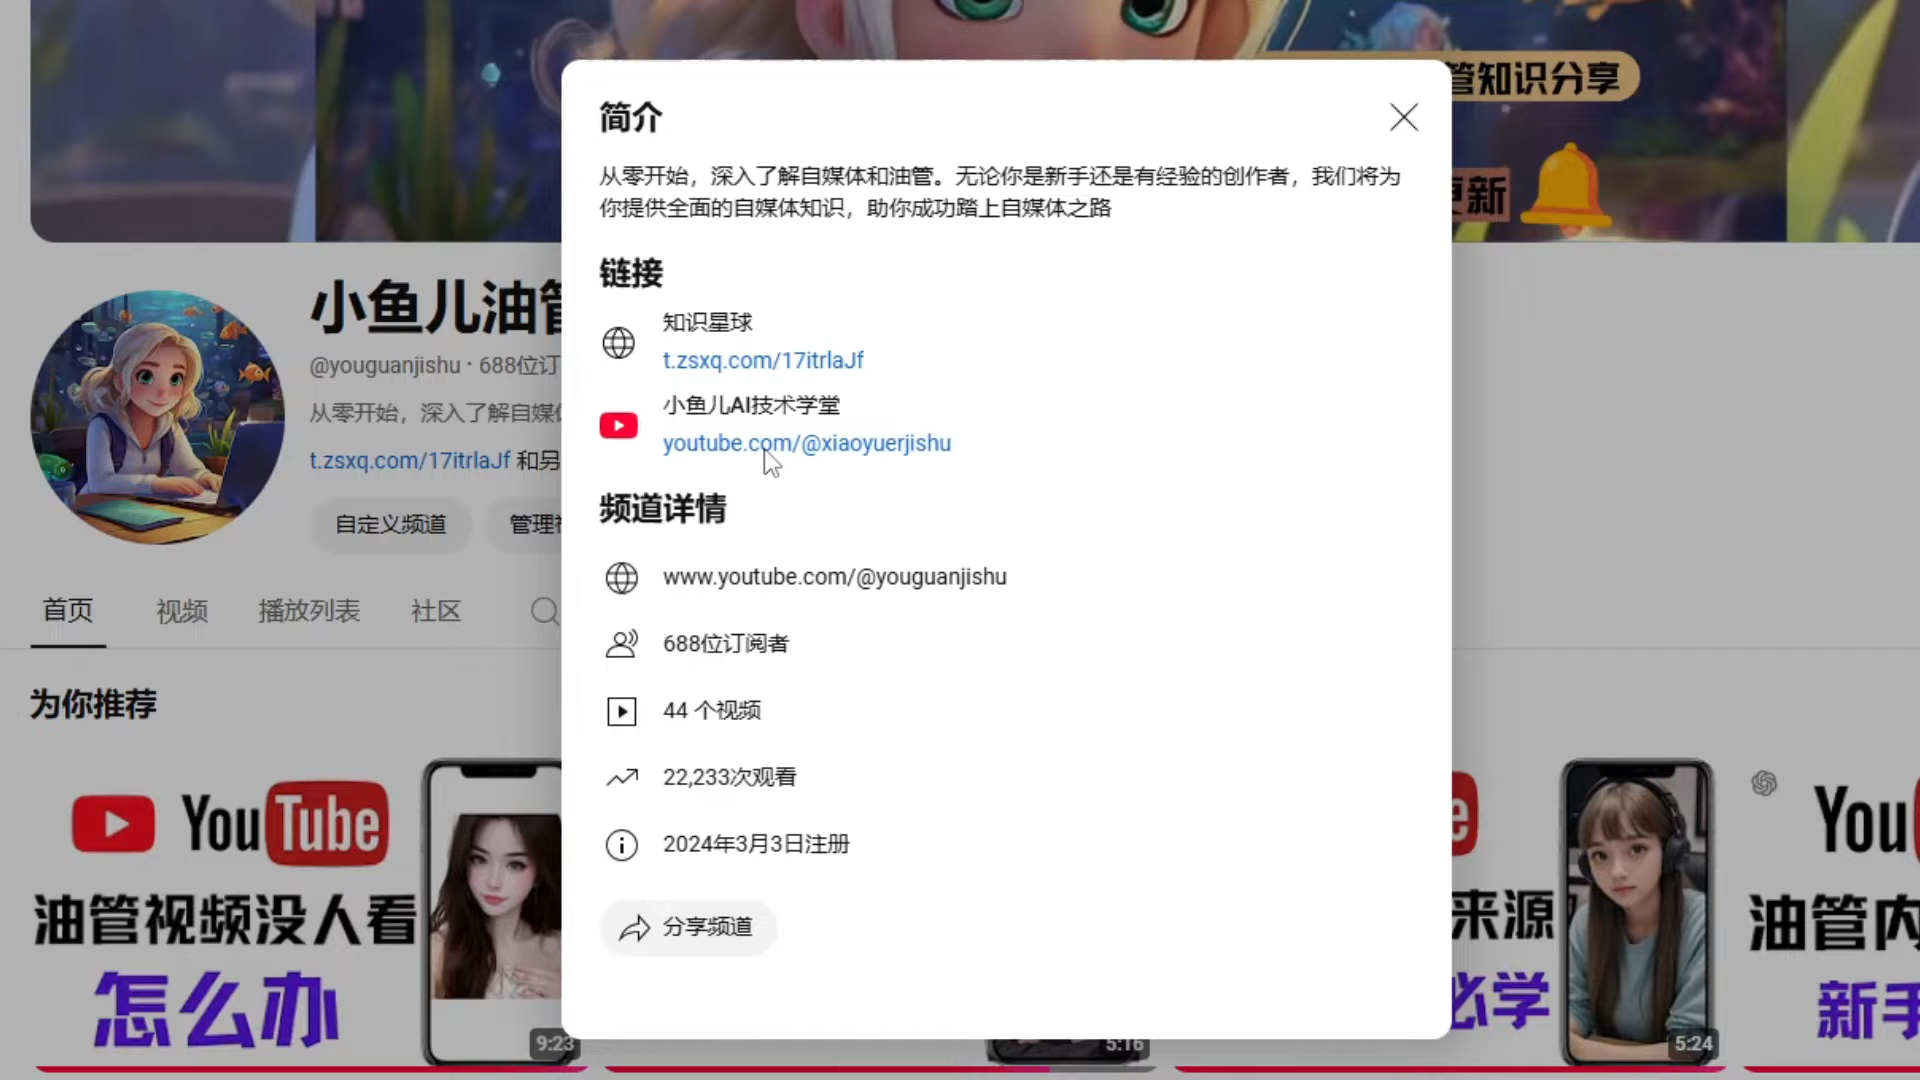 管知识分享
更新
小鱼儿油管
@youguanjishu · 688位订
从零开始，深入了解自媒体
t.zsxq.com/17itrlaJf 和另
自定义频道
管理视
首页
视频
播放列表
社区
为你推荐
简介
从零开始，深入了解自媒体和油管。无论你是新手还是有经验的创作者，我们将为
你提供全面的自媒体知识，助你成功踏上自媒体之路
链接
知识星球
t.zsxq.com/17itrlaJf
小鱼儿AI技术学堂
youtube.com/@xiaoyuerjishu
频道详情
www.youtube.com/@youguanjishu
688位订阅者
44 个视频
22,233次观看
2024年3月3日注册
分享频道
YouTube
油管视频没人看
怎么办
9:23
5:16
e
来源
必学
5:24
You
油管内
新手